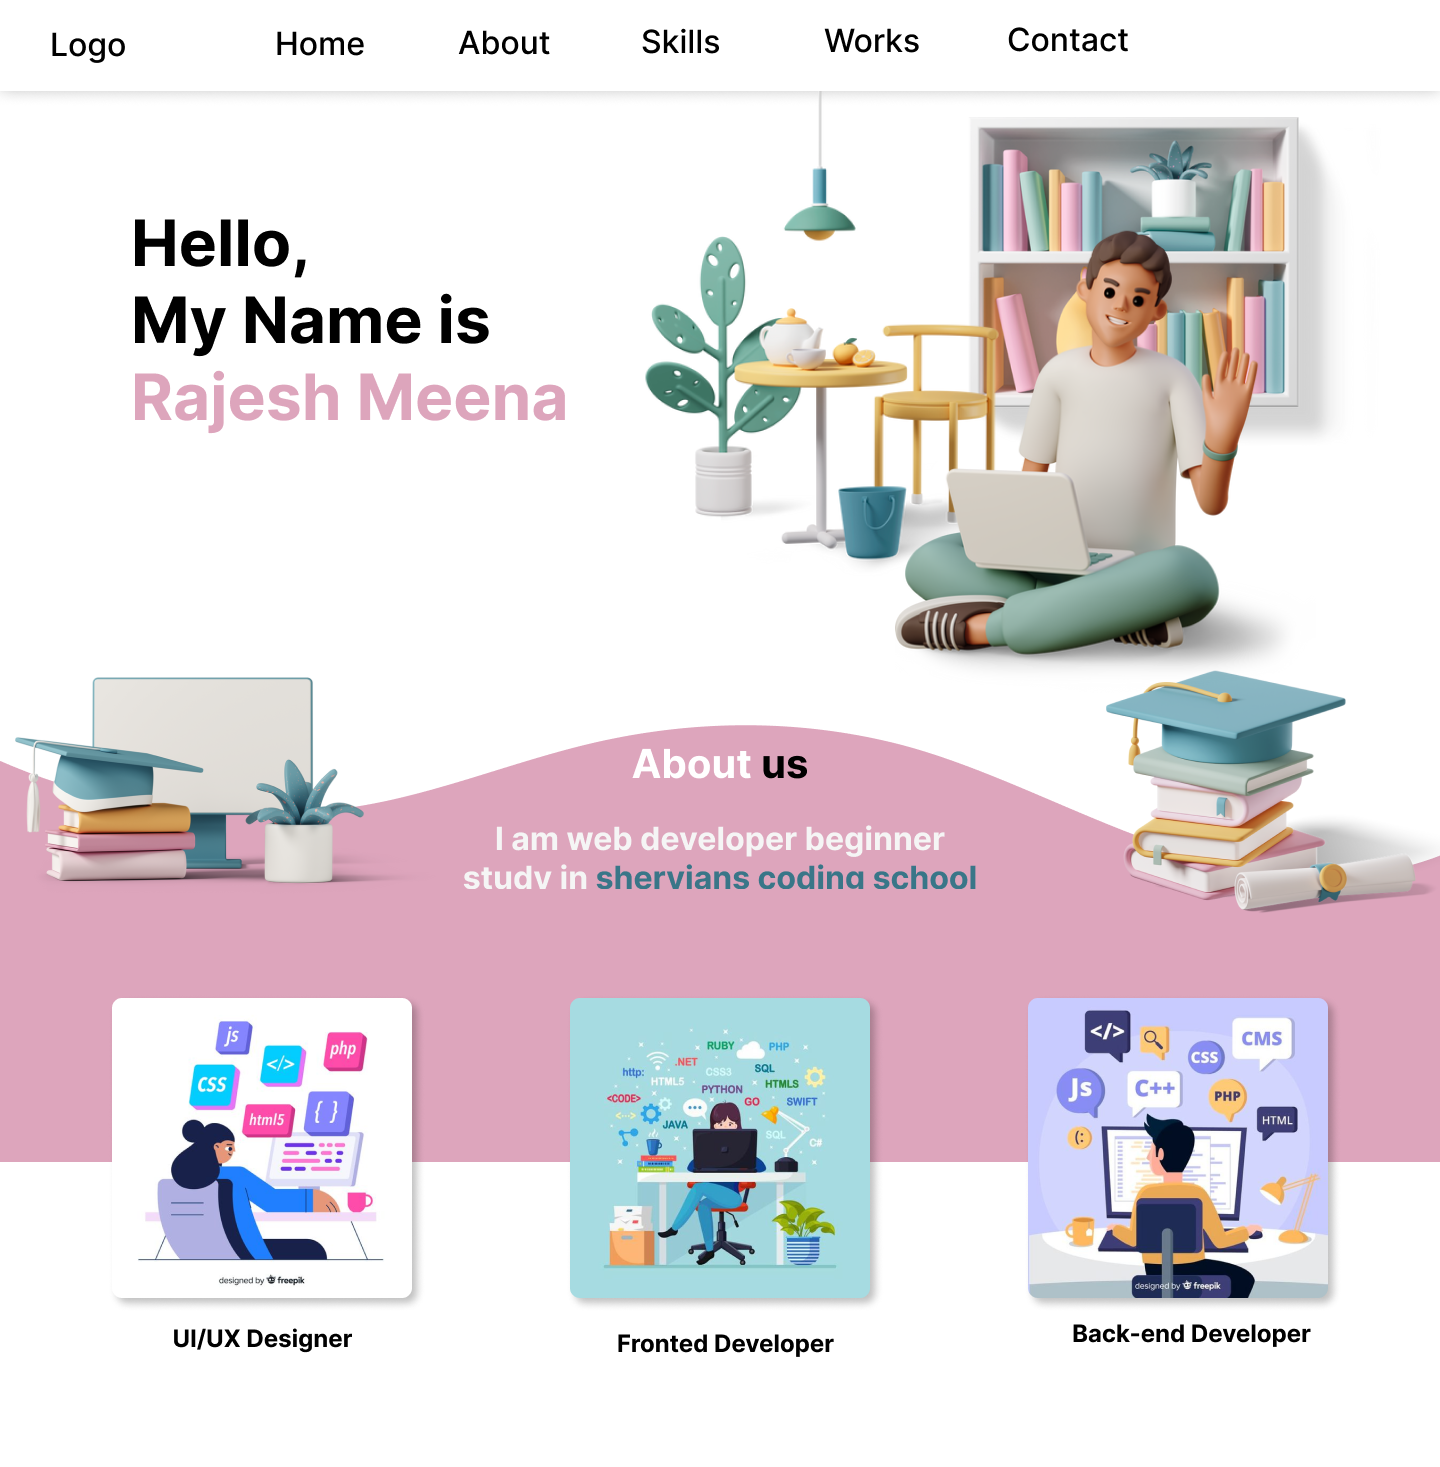 Logo
Home
About
Skills
Works
Contact
Hello,
My Name is
Rajesh Meena
About us
I am web developer beginner
study in shervians coding school
js
</>
php
CSS
html5
{ }
designed by freepik
UI/UX Designer
RUBY
PHP
.NET
http:
CSS3
SQL
HTML5
PYTHON
HTMLS
<CODE>
GO
SWIFT
<-->
JAVA
SQL
C#
Fronted Developer
</>
CMS
CSS
Js
C++
PHP
HTML
(:
designed by freepik
Back-end Developer